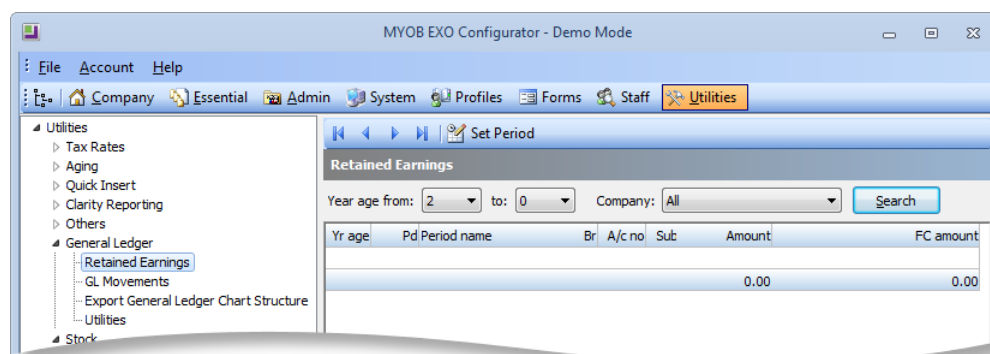 MYOB EXO Configurator - Demo Mode
File Account Help
Company Essential Admin System Profiles Forms Staff Utilities
Utilities
Tax Rates
Aging
Quick Insert
Clarity Reporting
Others
General Ledger
Retained Earnings
GL Movements
Export General Ledger Chart Structure
Utilities
Stock
Set Period
Retained Earnings
Year age from: 2 to: 0 Company: All Search
Yr age Pd Period name Br A/c no Sub Amount FC amount
0.00 0.00